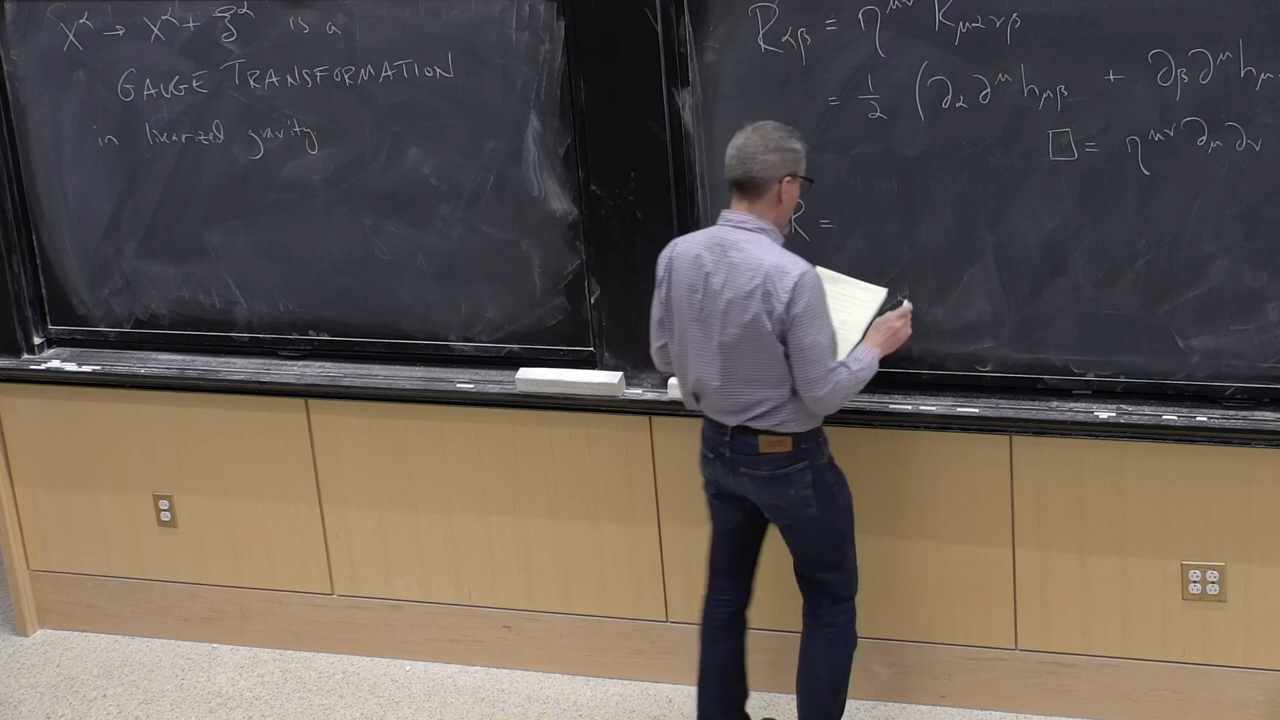 x^α → x^α + ξ^α is a
GAUGE TRANSFORMATION
in linearized gravity
R_αβ = η^μν R_μανβ
= 1/2 (∂_α ∂^μ h_μβ + ∂_β ∂^μ h_μ
□ = η^μν ∂_μ ∂_ν
R =